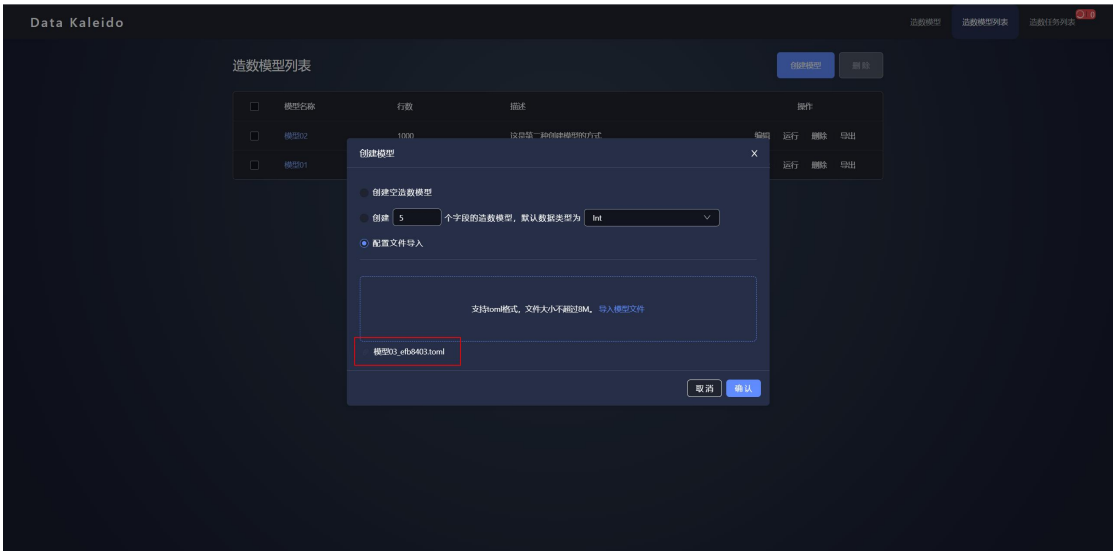 Data Kaleido
造数模型 造数模型列表 造数任务列表 0
造数模型列表 创建模型 删除
模型名称 行数 描述 操作
模型02 1000 这是第二种创建模型的方式 编辑 运行 删除 导出
模型01 运行 删除 导出
创建模型 X
创建空造数模型
创建 5 个字段的造数模型，默认数据类型为 Int
配置文件导入
支持toml格式，文件大小不超过8M。 导入模型文件
模型03_efb8403.toml
取消 确认